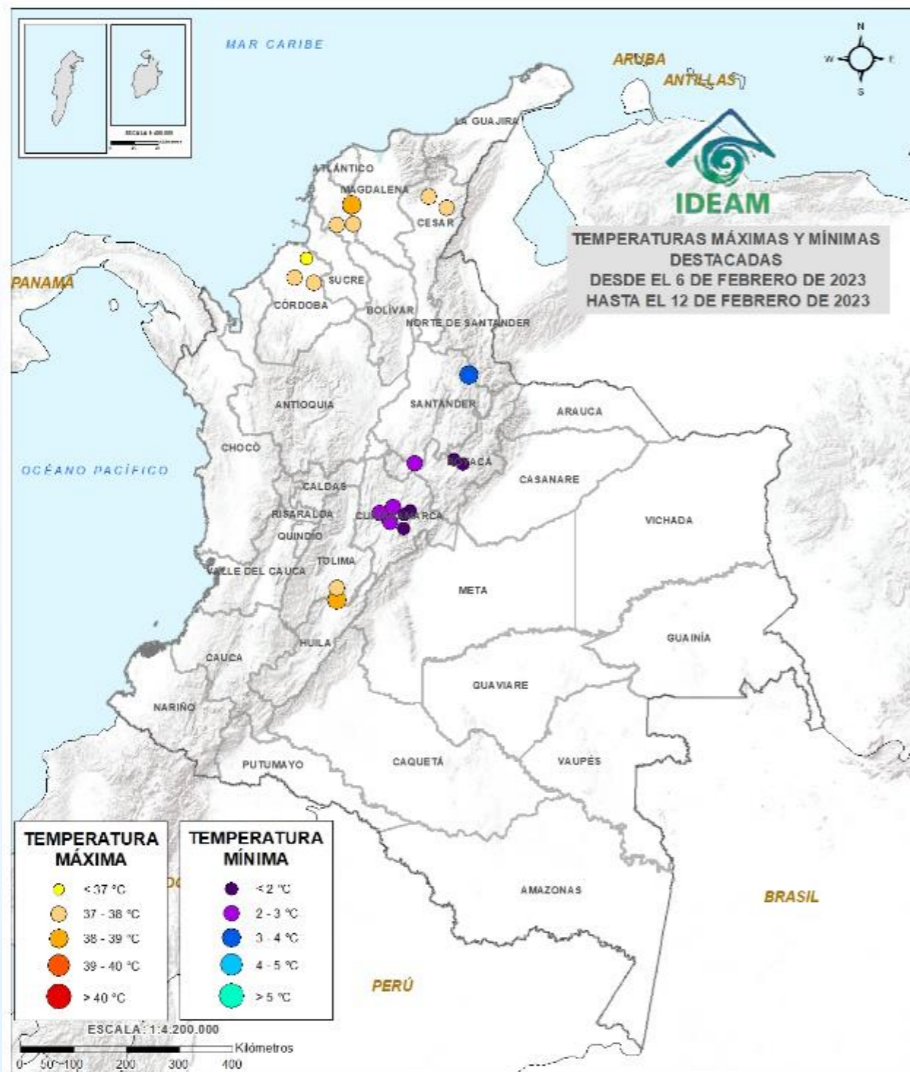 MAR CARIBE
ARUBA
ANTILLAS
N
W
E
S
LA GUAJIRA
ATLÁNTICO
MAGDALENA
CESAR
IDEAM
TEMPERATURAS MÁXIMAS Y MÍNIMAS
DESTACADAS
DESDE EL 6 DE FEBRERO DE 2023
HASTA EL 12 DE FEBRERO DE 2023
PANAMÁ
SUCRE
CÓRDOBA
BOLÍVAR
NORTE DE SANTANDER
ANTIOQUIA
SANTANDER
ARAUCA
CHOCÓ
OCÉANO PACÍFICO
CASANARE
CALDAS
RISARALDA
VICHADA
QUINDÍO
TOLIMA
VALLE DEL CAUCA
META
GUAINÍA
HUILA
CAUCA
GUAVIARE
NARIÑO
PUTUMAYO
CAQUETÁ
VAUPÉS
AMAZONAS
BRASIL
PERÚ
TEMPERATURA
MÁXIMA
< 37 °C
37 - 38 °C
38 - 39 °C
39 - 40 °C
> 40 °C
TEMPERATURA
MÍNIMA
< 2 °C
2 - 3 °C
3 - 4 °C
4 - 5 °C
> 5 °C
ESCALA: 1:4.200.000
Kilómetros
0 50 100 200 300 400